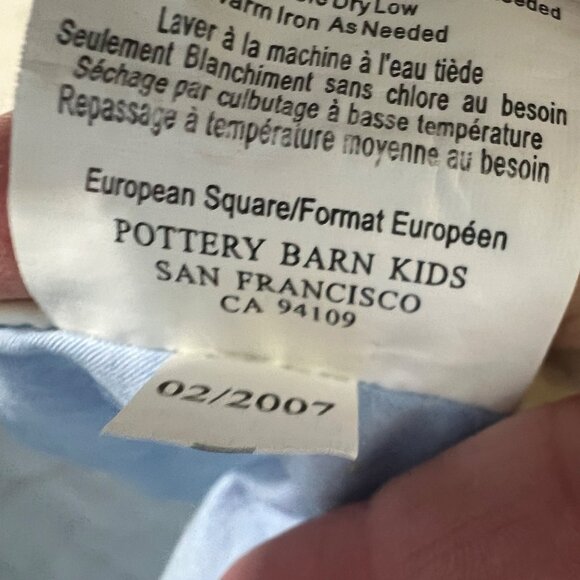 Dry Low
Warm Iron As Needed
Laver à la machine à l'eau tiède
Seulement Blanchiment sans chlore au besoin
Séchage par culbutage à basse température
Repassage à température moyenne au besoin
European Square/Format Européen
POTTERY BARN KIDS
SAN FRANCISCO
CA 94109
02/2007